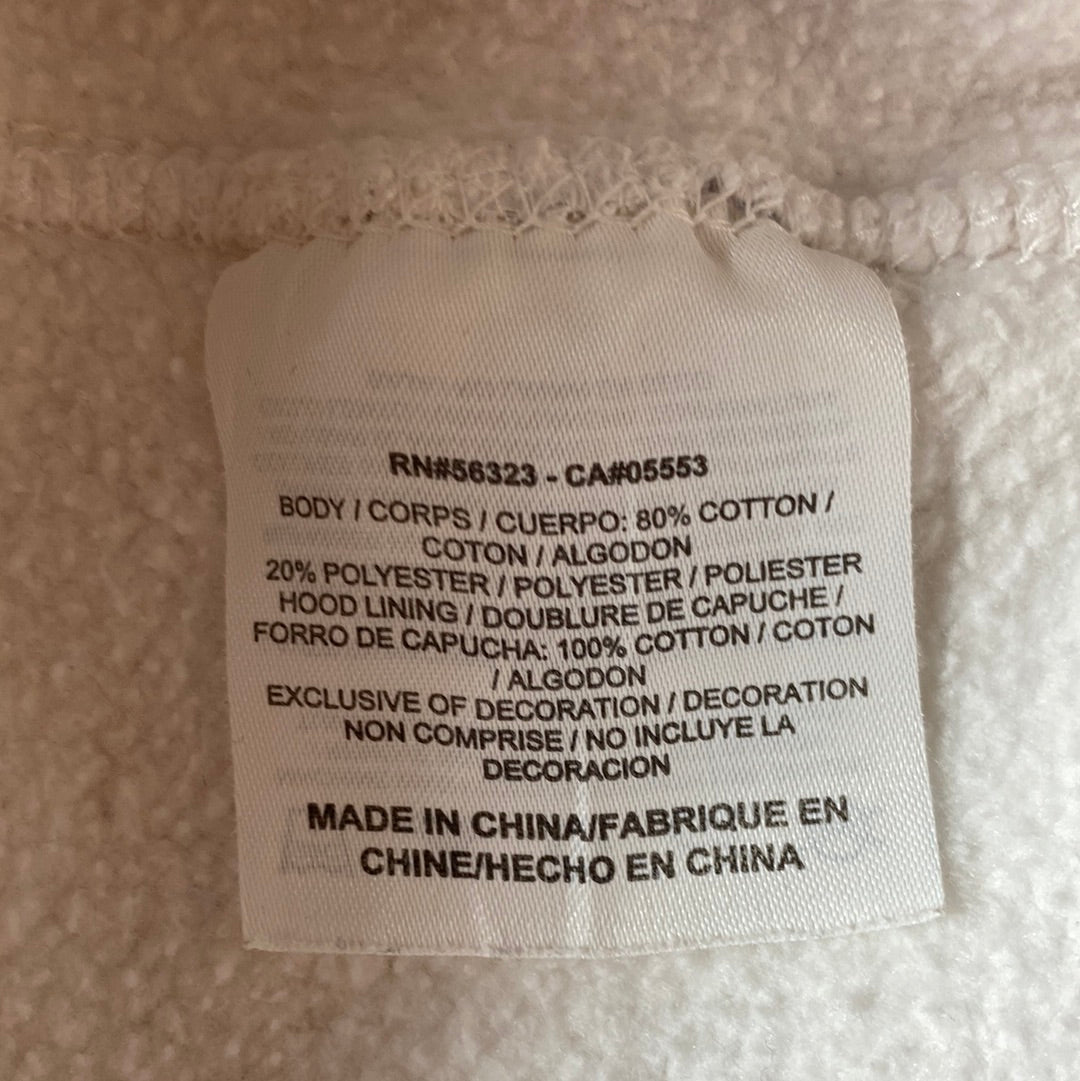 RN#56323 - CA#05553
BODY / CORPS / CUERPO: 80% COTTON /
COTON / ALGODON
20% POLYESTER / POLYESTER / POLIESTER
HOOD LINING / DOUBLURE DE CAPUCHE /
FORRO DE CAPUCHA: 100% COTTON / COTON
/ ALGODON
EXCLUSIVE OF DECORATION / DECORATION
NON COMPRISE / NO INCLUYE LA
DECORACION
MADE IN CHINA/FABRIQUE EN
CHINE/HECHO EN CHINA